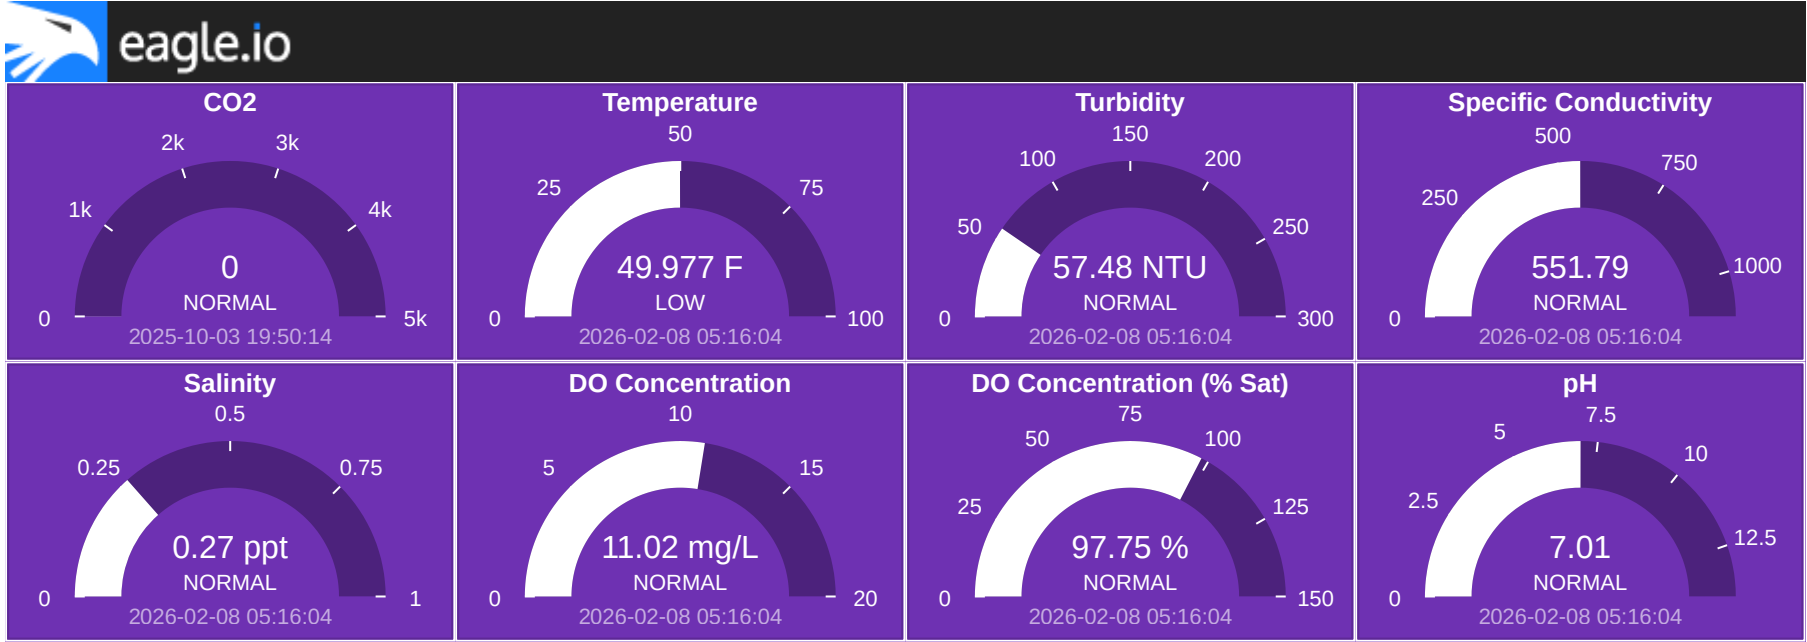 eagle.io
CO2
0
1k
2k
3k
4k
5k
0
NORMAL
2025-10-03 19:50:14
Temperature
0
25
50
75
100
49.977 F
LOW
2026-02-08 05:16:04
Turbidity
0
50
100
150
200
250
300
57.48 NTU
NORMAL
2026-02-08 05:16:04
Specific Conductivity
0
250
500
750
1000
551.79
NORMAL
2026-02-08 05:16:04
Salinity
0
0.25
0.5
0.75
1
0.27 ppt
NORMAL
2026-02-08 05:16:04
DO Concentration
0
5
10
15
20
11.02 mg/L
NORMAL
2026-02-08 05:16:04
DO Concentration (% Sat)
0
25
50
75
100
125
150
97.75 %
NORMAL
2026-02-08 05:16:04
pH
0
2.5
5
7.5
10
12.5
7.01
NORMAL
2026-02-08 05:16:04